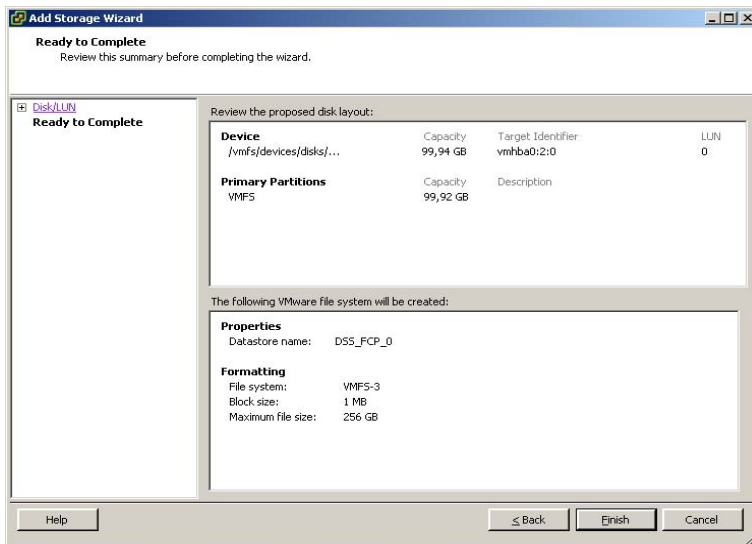 Add Storage Wizard
Ready to Complete
Review this summary before completing the wizard.
Disk/LUN
Ready to Complete
Review the proposed disk layout:
Device Capacity Target Identifier LUN
/vmfs/devices/disks/... 99,94 GB vmhba0:2:0 0
Primary Partitions Capacity Description
VMFS 99,92 GB
The following VMware file system will be created:
Properties
Datastore name: DSS_FCP_0
Formatting
File system: VMFS-3
Block size: 1 MB
Maximum file size: 256 GB
Help < Back Finish Cancel